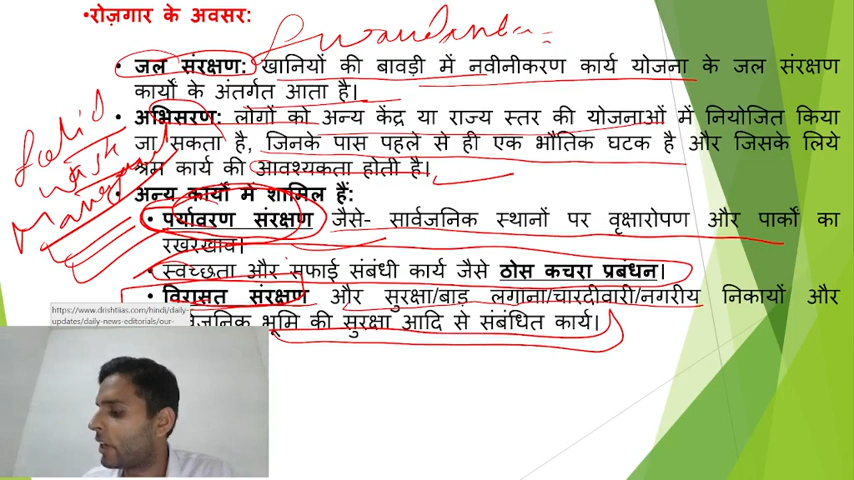 •रोज़गार के अवसर:
• जल संरक्षण: खानियों की बावड़ी में नवीनीकरण कार्य योजना के जल संरक्षण
कार्यों के अंतर्गत आता है।
• अभिसरण: लोगों को अन्य केंद्र या राज्य स्तर की योजनाओं में नियोजित किया
जा सकता है, जिनके पास पहले से ही एक भौतिक घटक है और जिसके लिये
श्रम कार्य की आवश्यकता होती है।
• अन्य कार्यों में शामिल हैं:
• पर्यावरण संरक्षण जैसे- सार्वजनिक स्थानों पर वृक्षारोपण और पार्कों का
रखरखाव।
• स्वच्छता और सफाई संबंधी कार्य जैसे ठोस कचरा प्रबंधन।
• विरासत संरक्षण और सुरक्षा/बाड़ लगाना/चारदीवारी/नगरीय निकायों और
र्वजनिक भूमि की सुरक्षा आदि से संबंधित कार्य।
https://www.drishtiias.com/hindi/daily-
updates/daily-news-editorials/our-
Solid